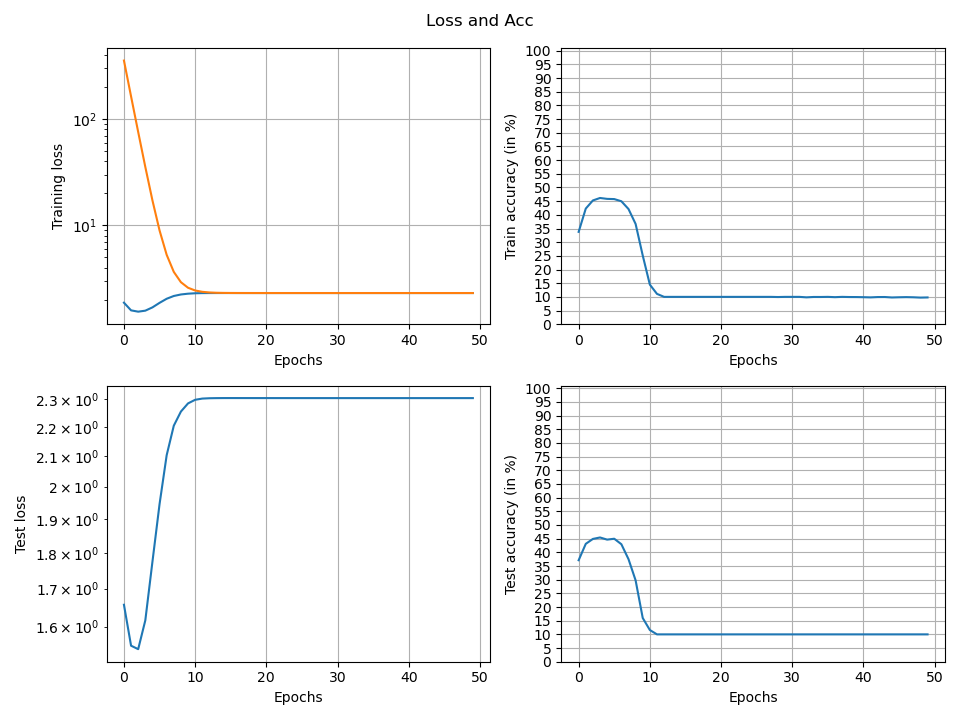 Loss and Acc
Training loss
10²
10¹
0 10 20 30 40 50
Epochs
Train accuracy (in %)
100
95
90
85
80
75
70
65
60
55
50
45
40
35
30
25
20
15
10
5
0
0 10 20 30 40 50
Epochs
Test loss
2.3 × 10⁰
2.2 × 10⁰
2.1 × 10⁰
2 × 10⁰
1.9 × 10⁰
1.8 × 10⁰
1.7 × 10⁰
1.6 × 10⁰
0 10 20 30 40 50
Epochs
Test accuracy (in %)
100
95
90
85
80
75
70
65
60
55
50
45
40
35
30
25
20
15
10
5
0
0 10 20 30 40 50
Epochs